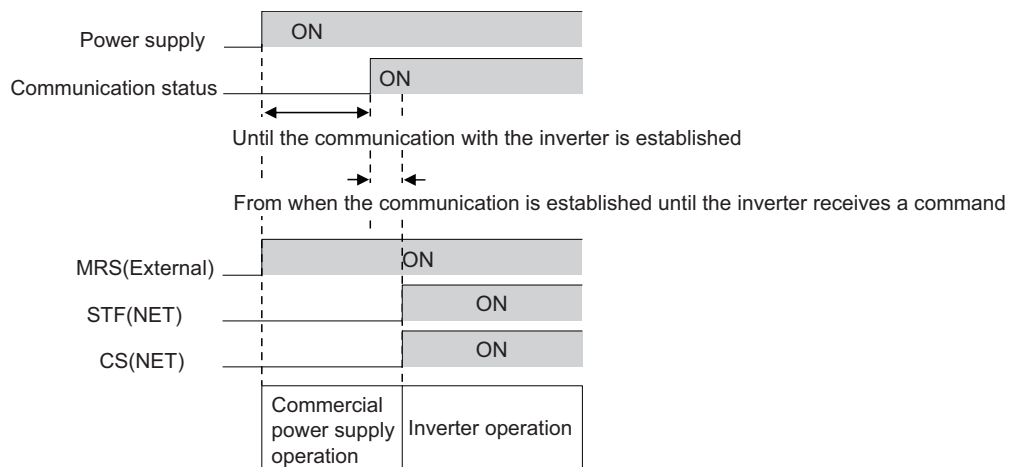 Power supply
ON
Communication status
ON
Until the communication with the inverter is established
From when the communication is established until the inverter receives a command
MRS(External)
ON
STF(NET)
ON
CS(NET)
ON
Commercial
power supply
operation
Inverter operation